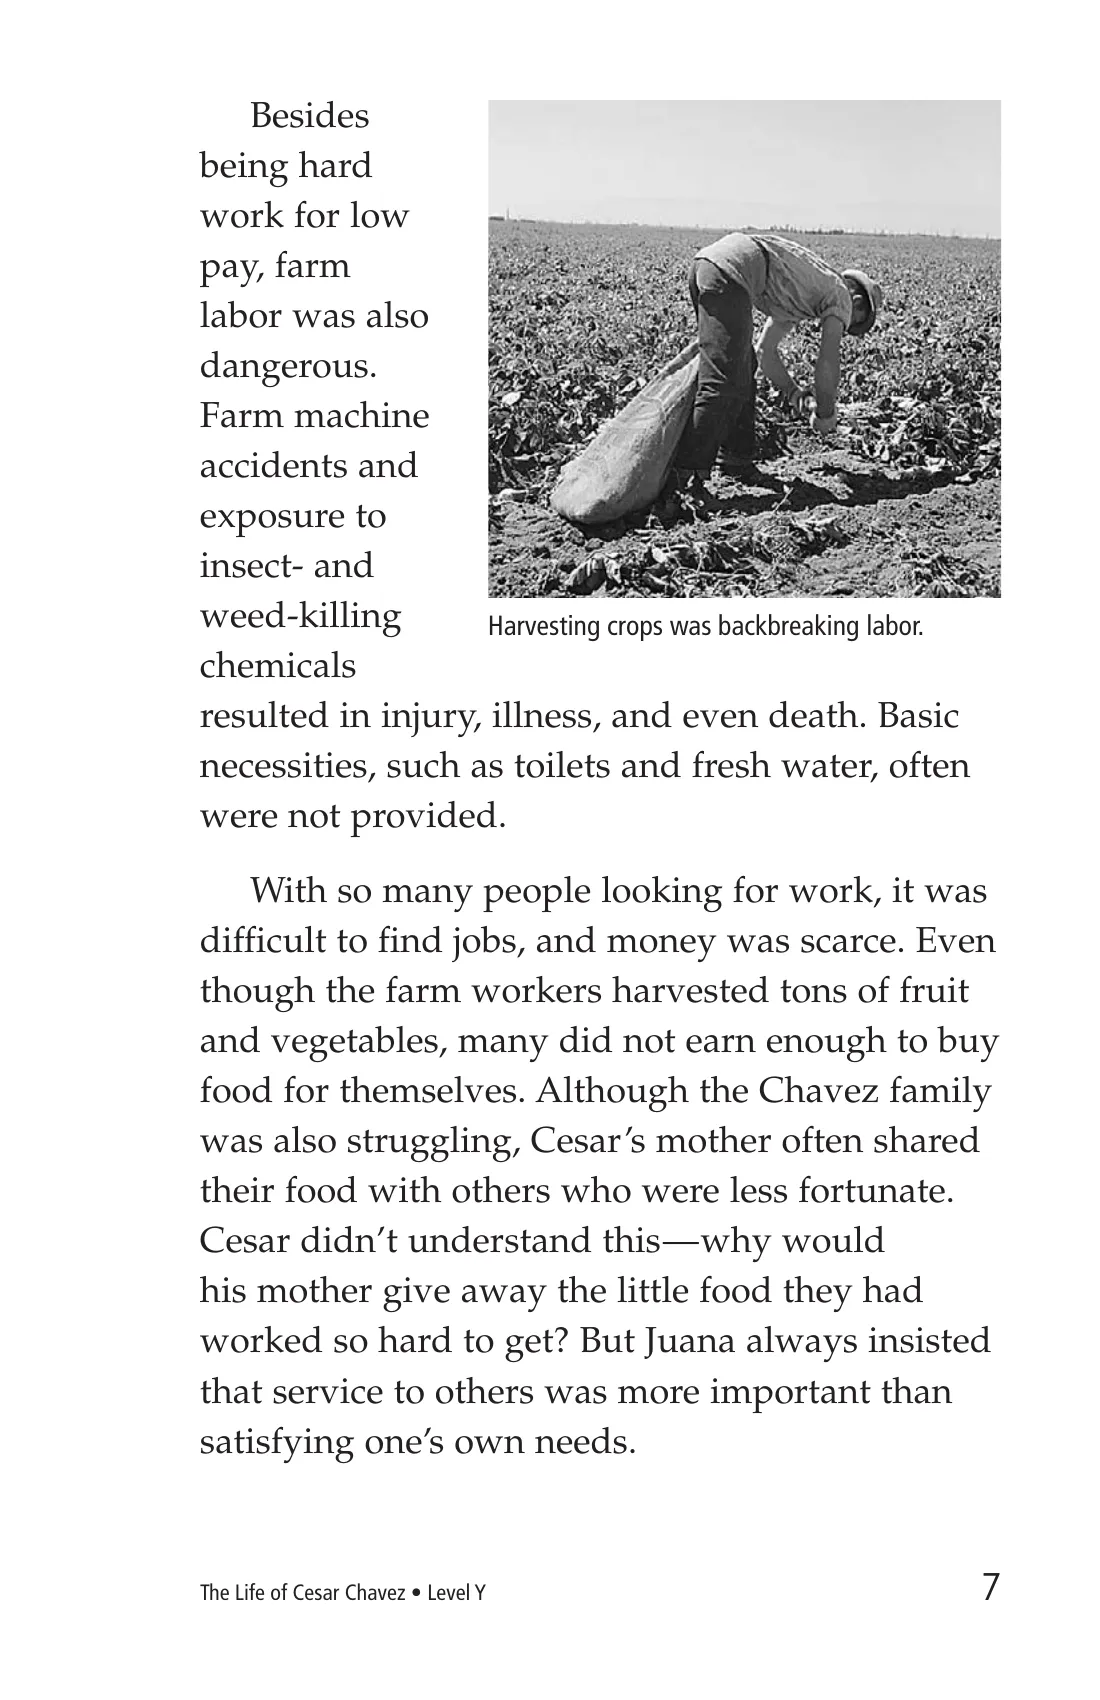 Besides
being hard
work for low
pay, farm
labor was also
dangerous.
Farm machine
accidents and
exposure to
insect- and
weed-killing
chemicals
Harvesting crops was backbreaking labor.
resulted in injury, illness, and even death. Basic
necessities, such as toilets and fresh water, often
were not provided.
With so many people looking for work, it was
difficult to find jobs, and money was scarce. Even
though the farm workers harvested tons of fruit
and vegetables, many did not earn enough to buy
food for themselves. Although the Chavez family
was also struggling, Cesar’s mother often shared
their food with others who were less fortunate.
Cesar didn’t understand this—why would
his mother give away the little food they had
worked so hard to get? But Juana always insisted
that service to others was more important than
satisfying one’s own needs.
The Life of Cesar Chavez • Level Y
7